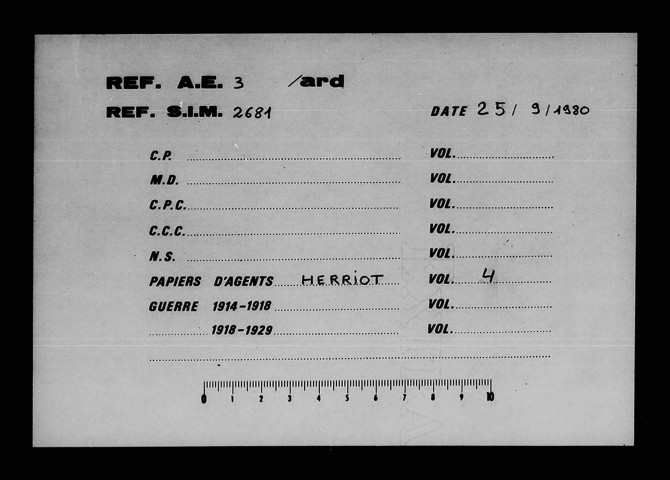 REF. A.E. 3 /ard
REF. S.I.M. 2681 DATE 25/ 9/1980
C.P. VOL.
M.D. VOL.
C.P.C. VOL.
C.C.C. VOL.
N.S. VOL.
PAPIERS D'AGENTS HERRIOT VOL. 4
GUERRE 1914-1918 VOL.
1918-1929 VOL.
0 1 2 3 4 5 6 7 8 9 10